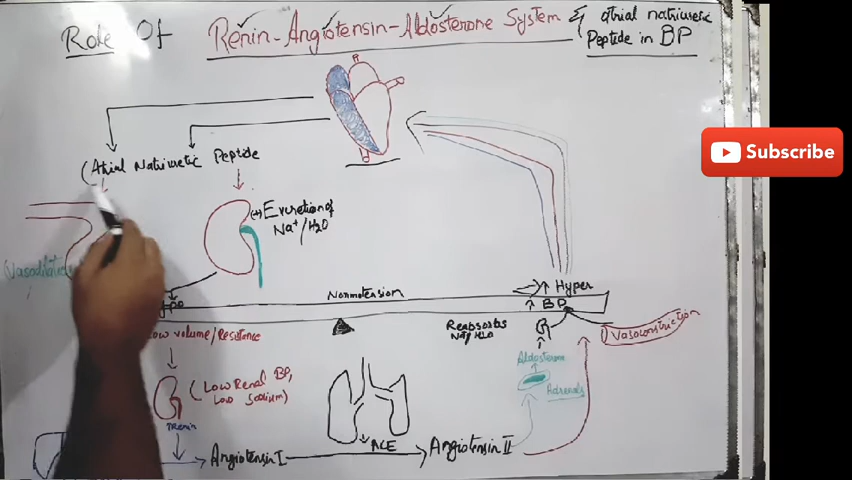 Role Of Renin-Angiotensin-Aldosterone System & atrial natriuretic
Peptide in BP
Subscribe
(Atrial Natriuretic Peptide
(+) Excretion of
Na+/H2O
Normotension
↑ Hyper
↑ BP
Low volume/Resistance
Reabsorbs
Na/H2O
Vasoconstriction
Aldosterone
Adrenals
(Low Renal BP,
Low Sodium)
Renin
Angiotensin I
ACE
Angiotensin II